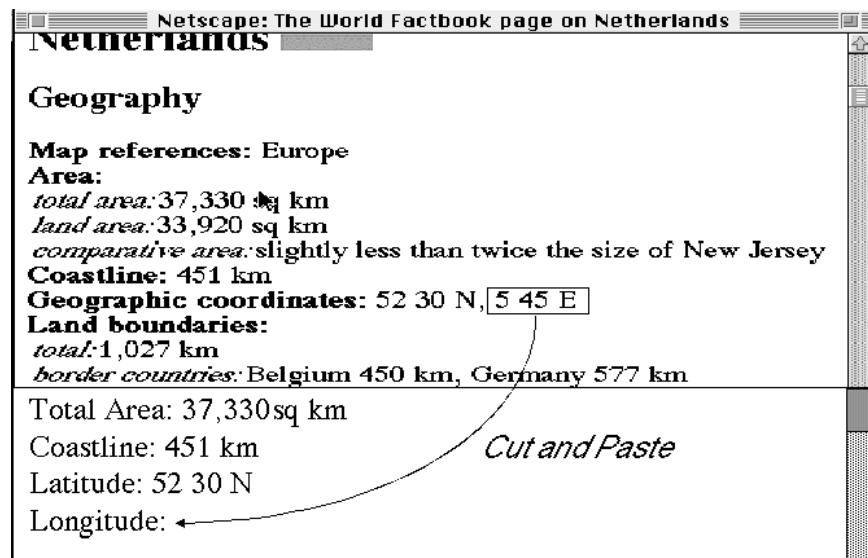 Netscape: The World Factbook page on Netherlands
Netherlands
Geography
Map references: Europe
Area:
total area: 37,330 sq km
land area: 33,920 sq km
comparative area: slightly less than twice the size of New Jersey
Coastline: 451 km
Geographic coordinates: 52 30 N, 5 45 E
Land boundaries:
total: 1,027 km
border countries: Belgium 450 km, Germany 577 km
Total Area: 37,330 sq km
Coastline: 451 km
Cut and Paste
Latitude: 52 30 N
Longitude: